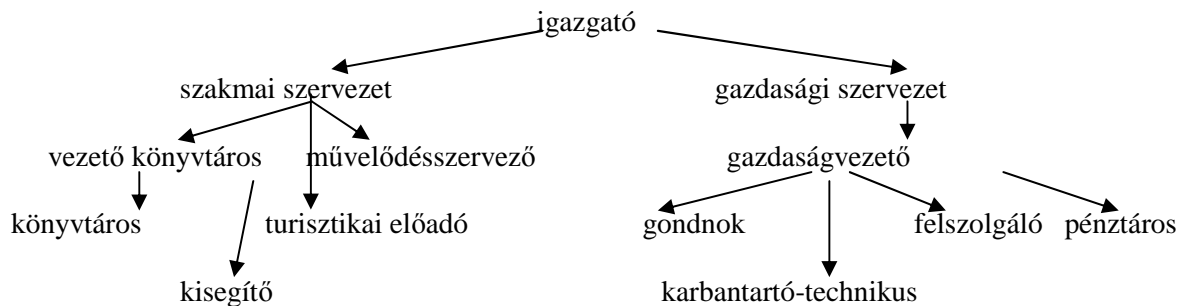 igazgató
szakmai szervezet gazdasági szervezet
vezető könyvtáros művelődésszervező gazdaságvezető
könyvtáros turisztikai előadó gondnok felszolgáló pénztáros
kisegítő karbantartó-technikus